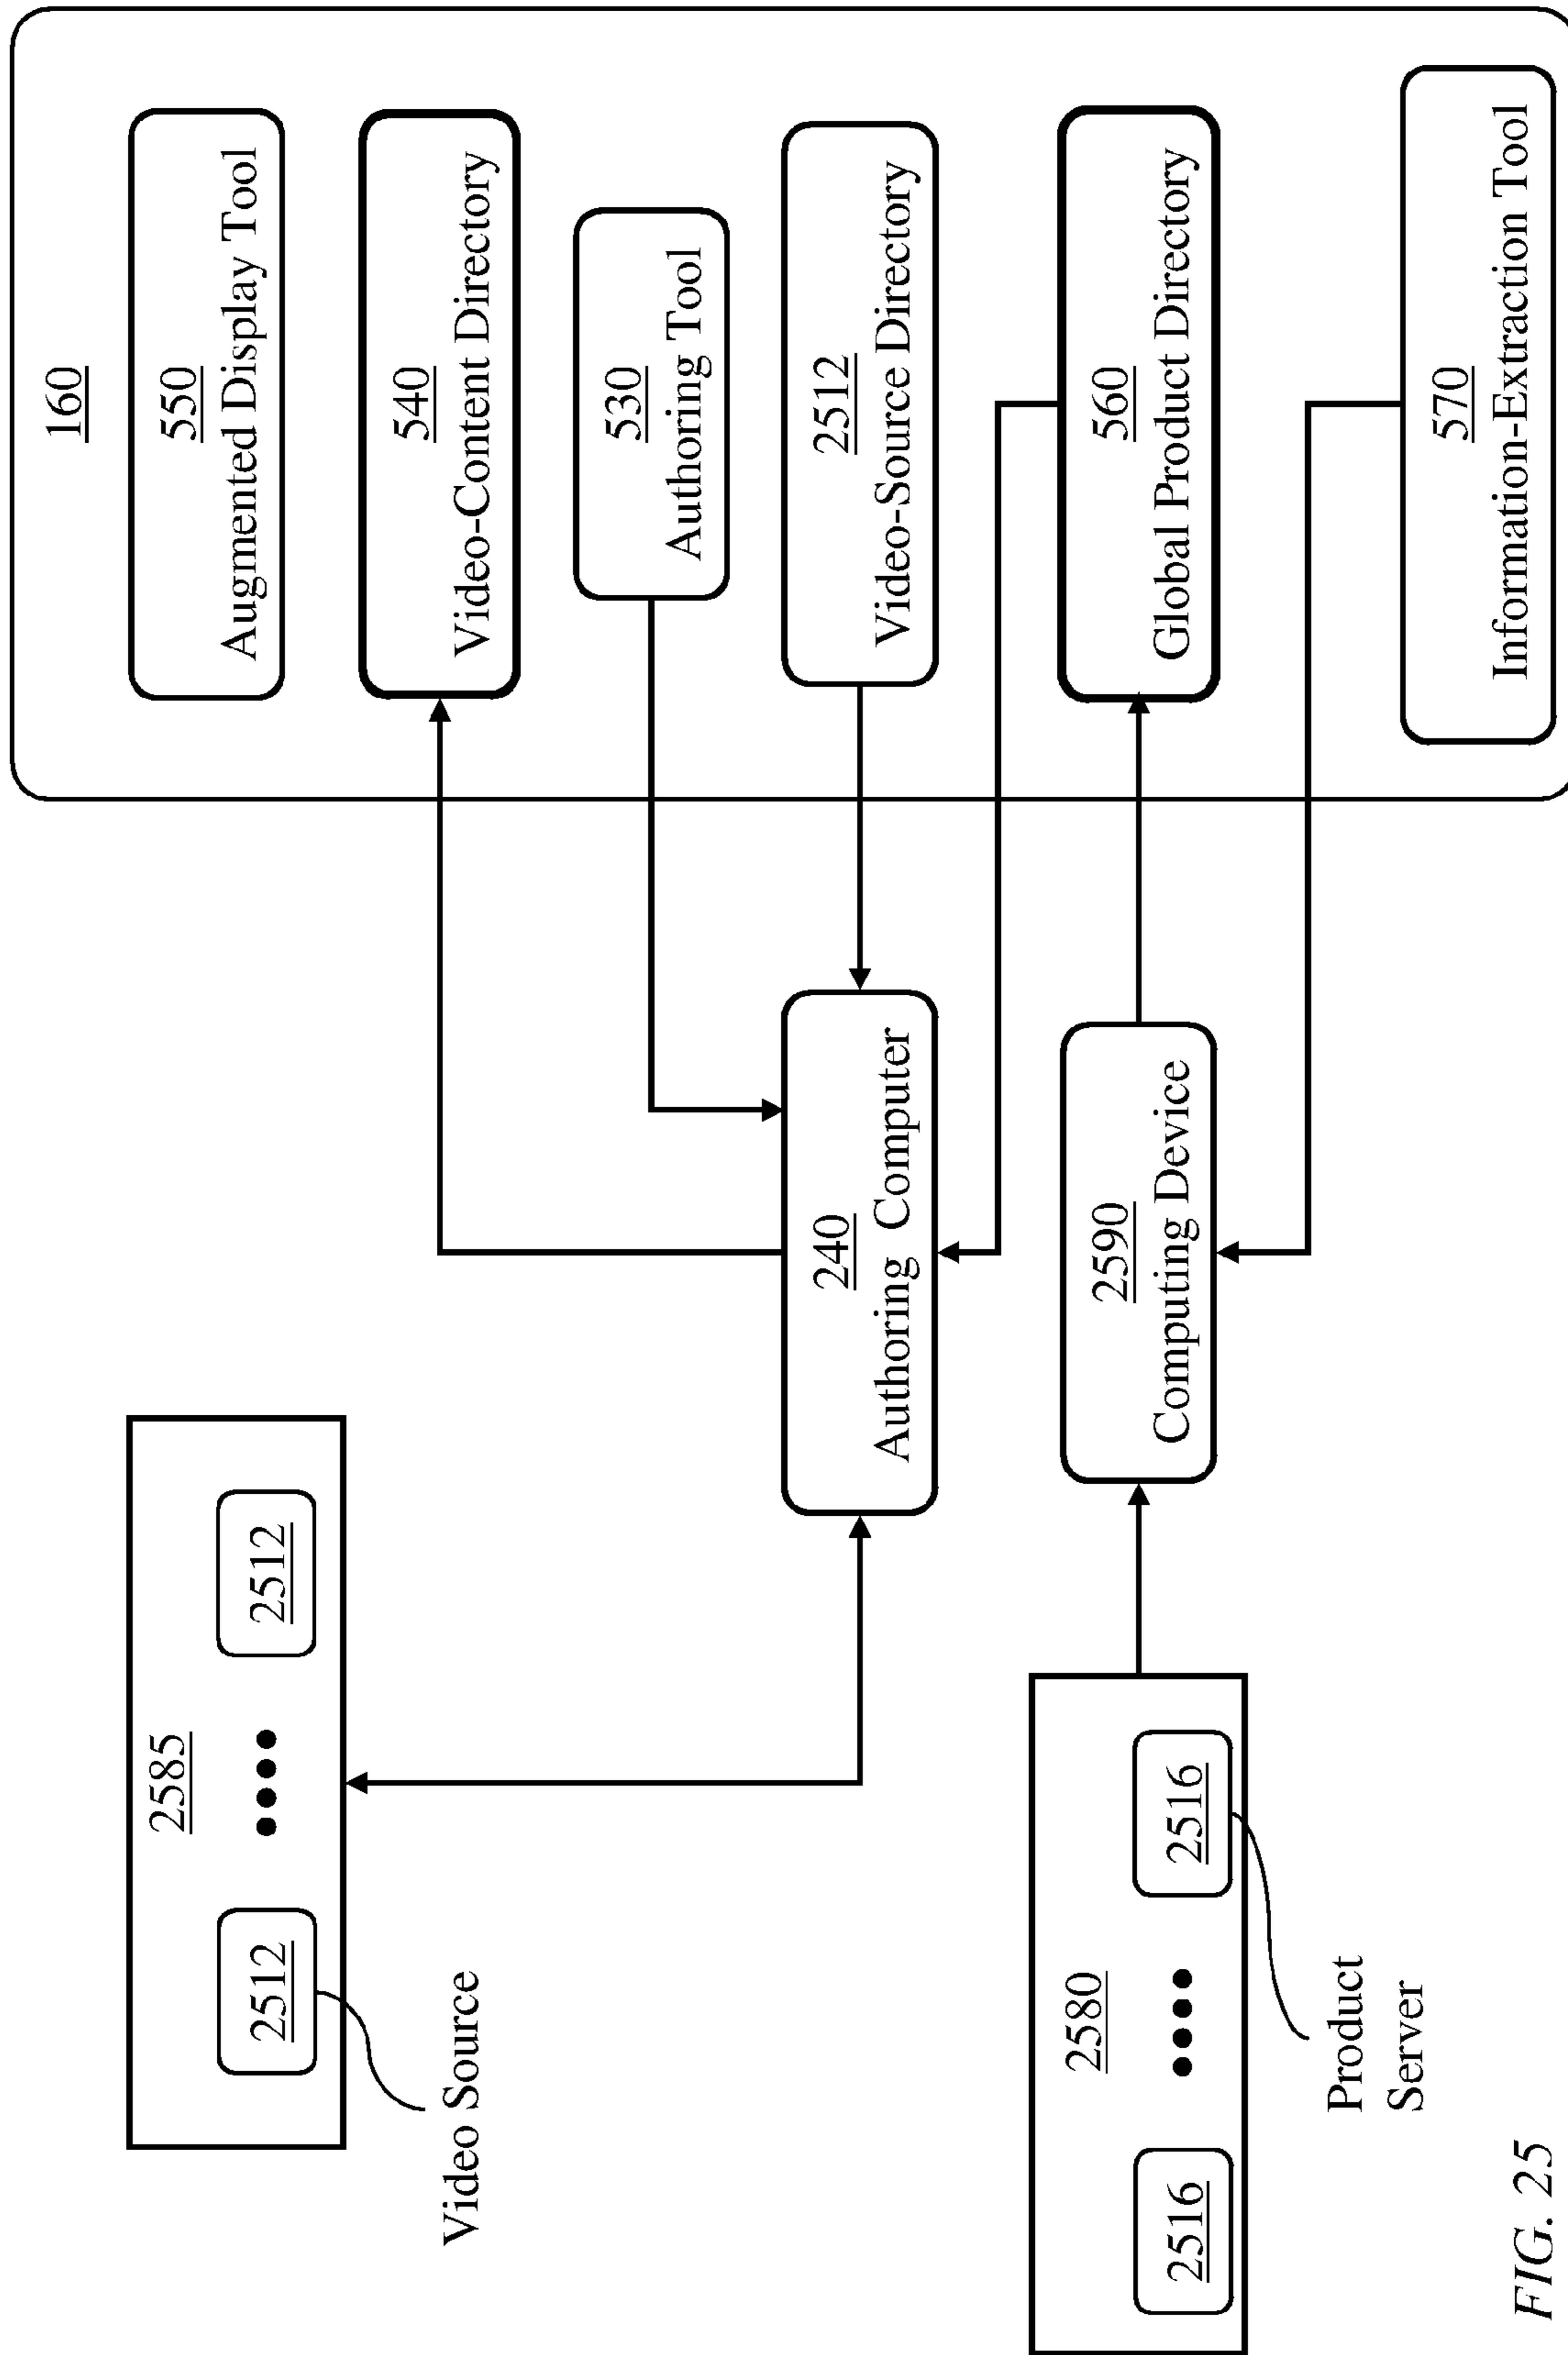 160
550
Augmented Display Tool
540
Video-Content Directory
530
Authoring Tool
2512
Video-Source Directory
560
Global Product Directory
570
Information-Extraction Tool
240
Authoring Computer
2590
Computing Device
2585
2512
2512
Video Source
2580
2516
2516
Product
Server
FIG. 25